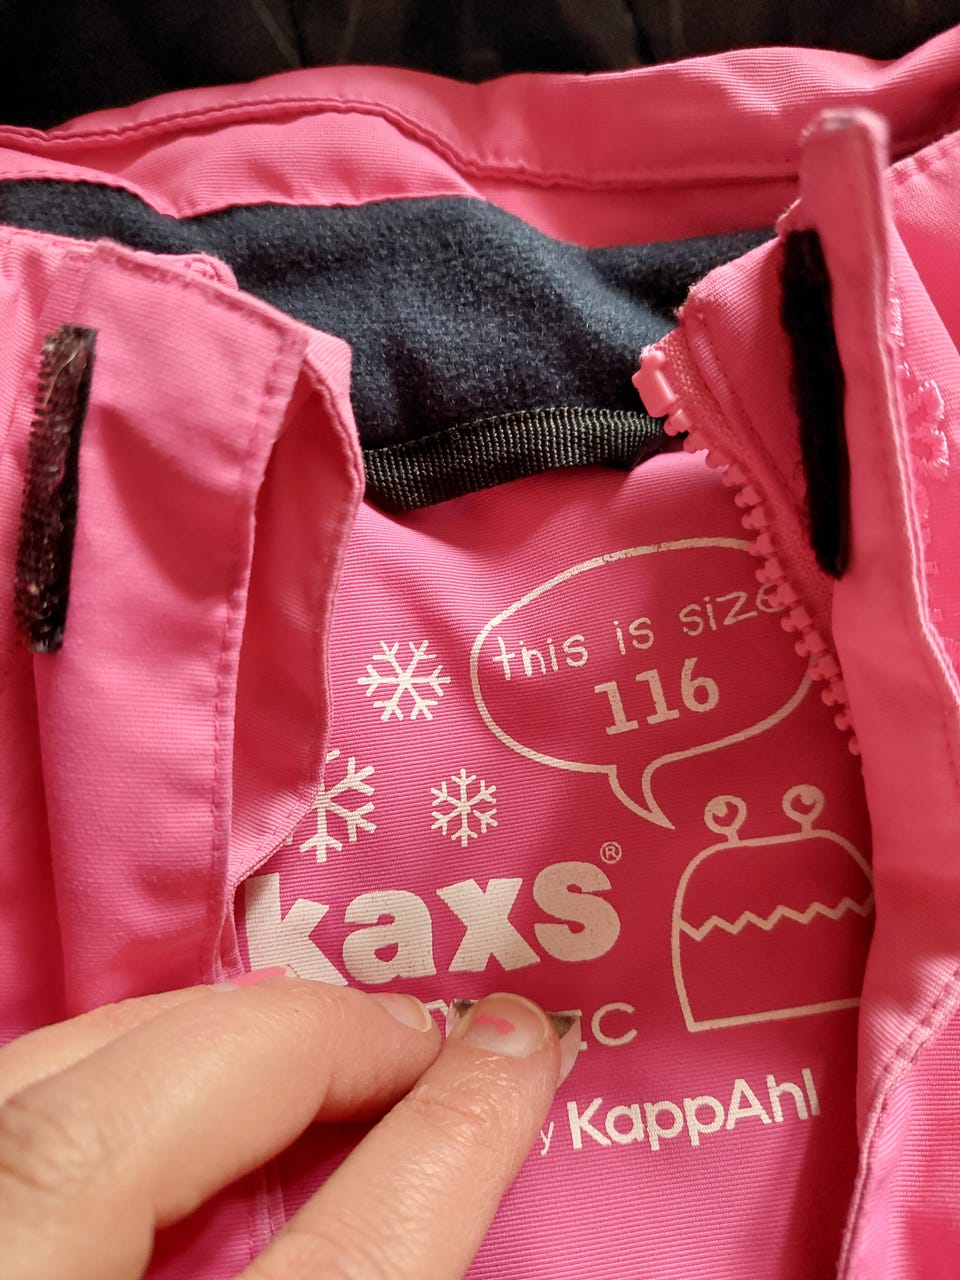 this is size
116
kaxs®
by KappAhl